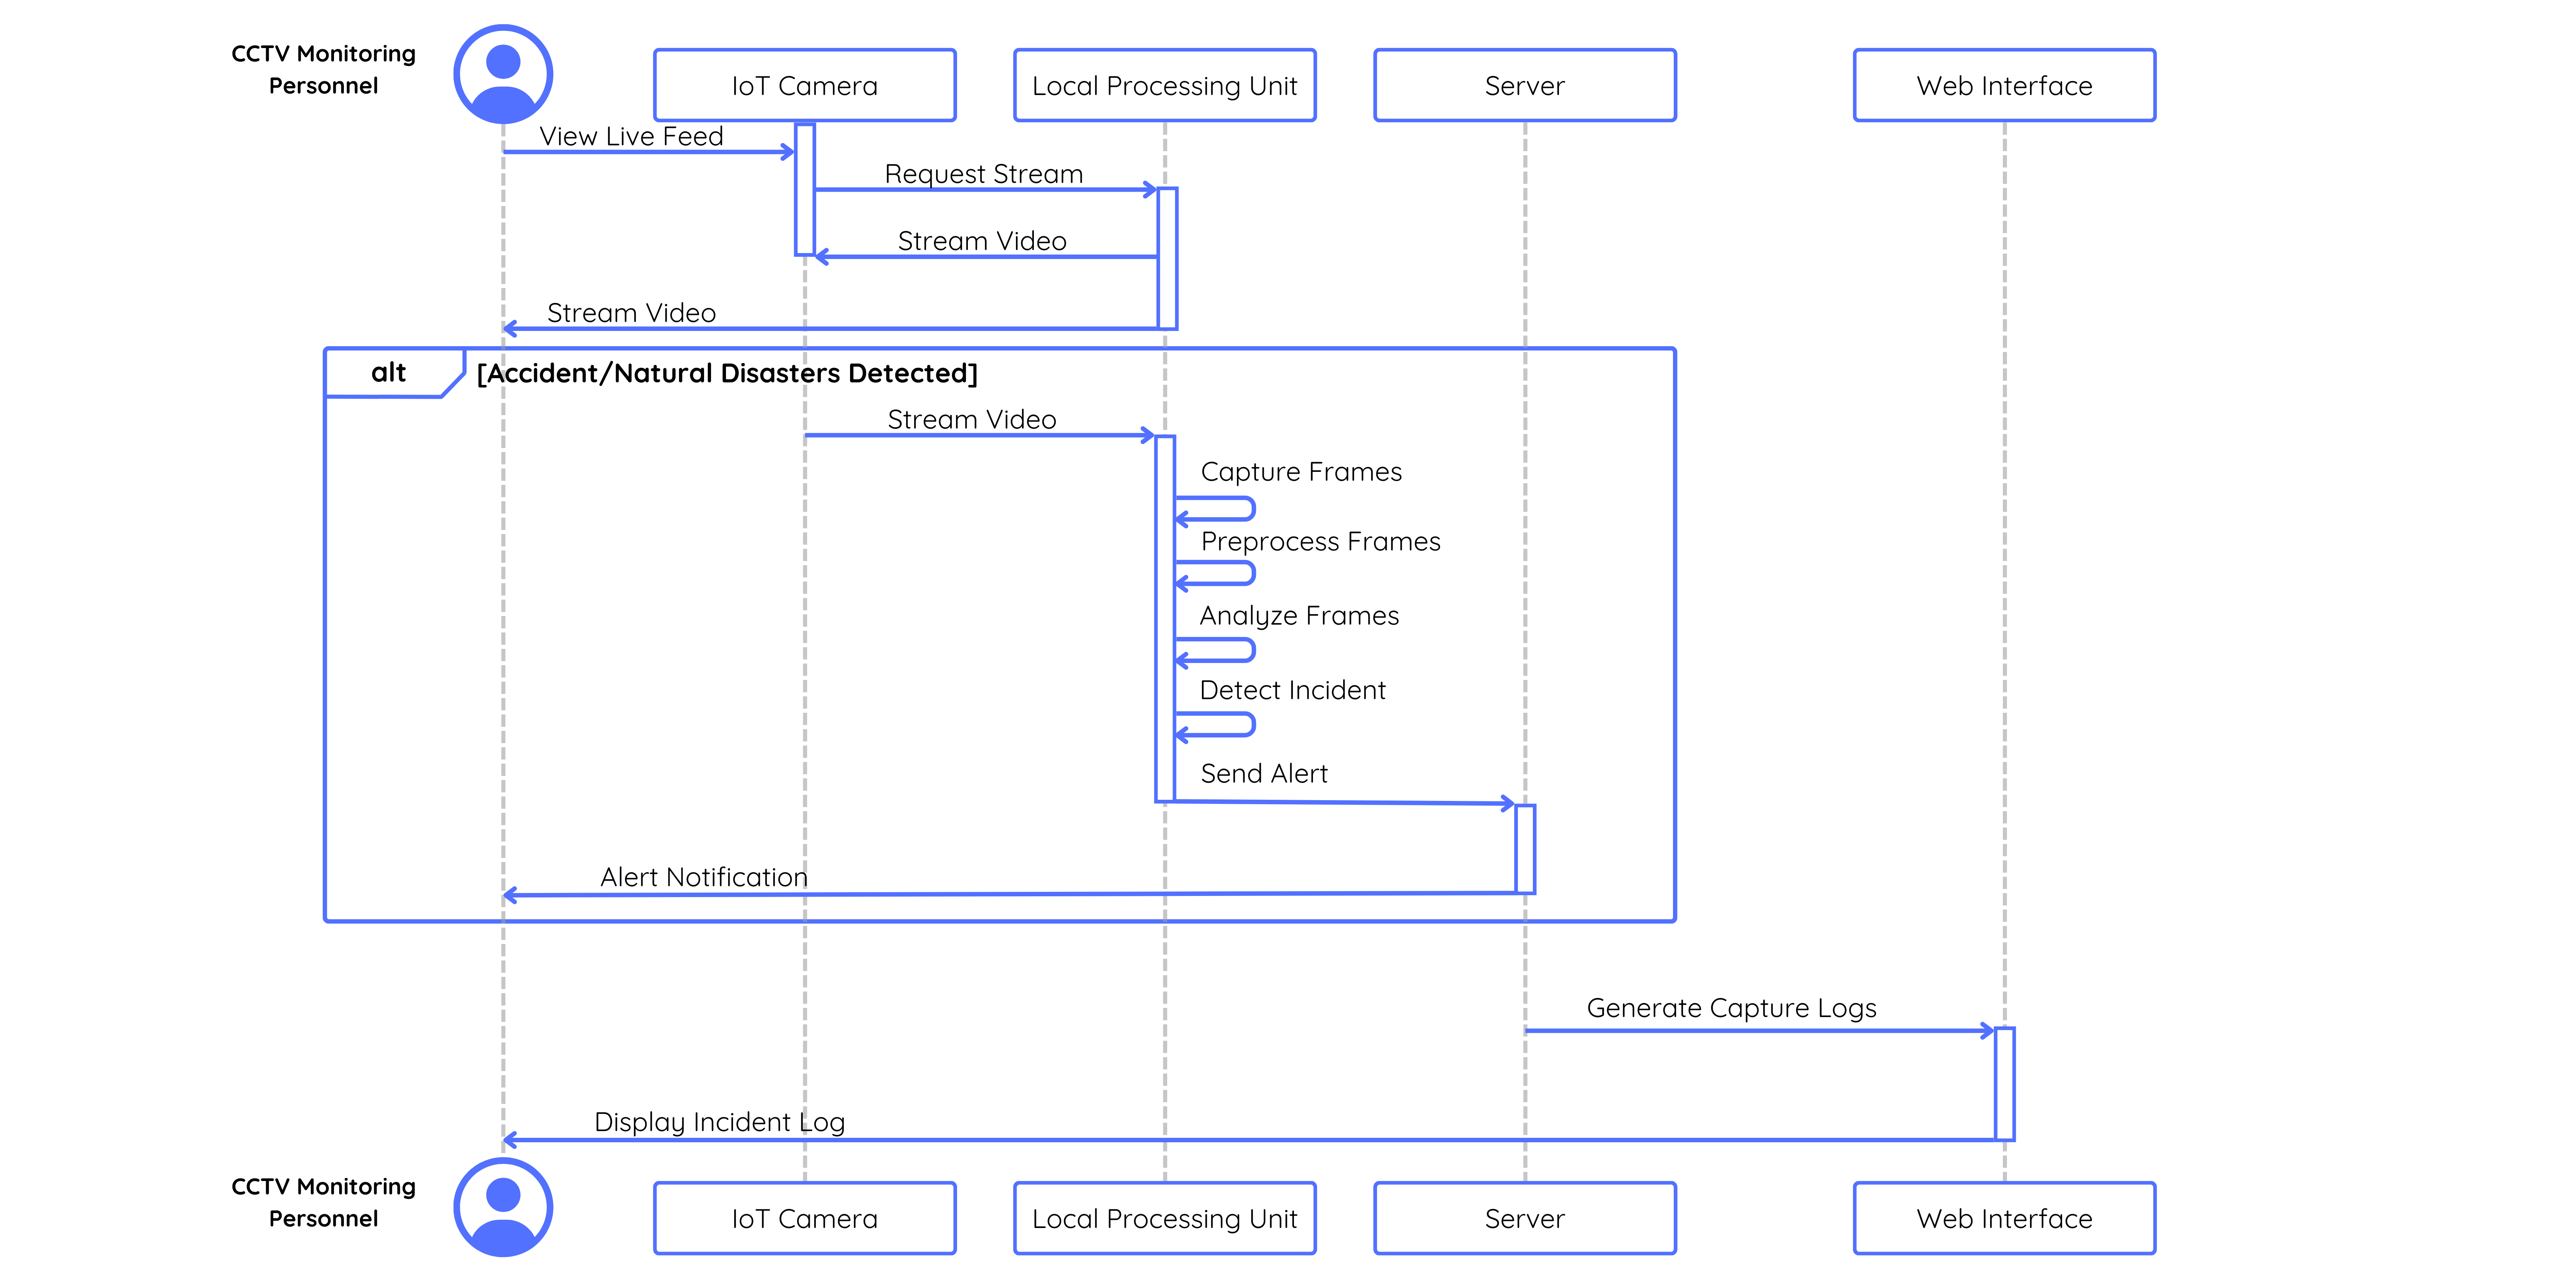 CCTV Monitoring
Personnel
IoT Camera
Local Processing Unit
Server
Web Interface
View Live Feed
Request Stream
Stream Video
Stream Video
alt
[Accident/Natural Disasters Detected]
Stream Video
Capture Frames
Preprocess Frames
Analyze Frames
Detect Incident
Send Alert
Alert Notification
Generate Capture Logs
Display Incident Log
CCTV Monitoring
Personnel
IoT Camera
Local Processing Unit
Server
Web Interface